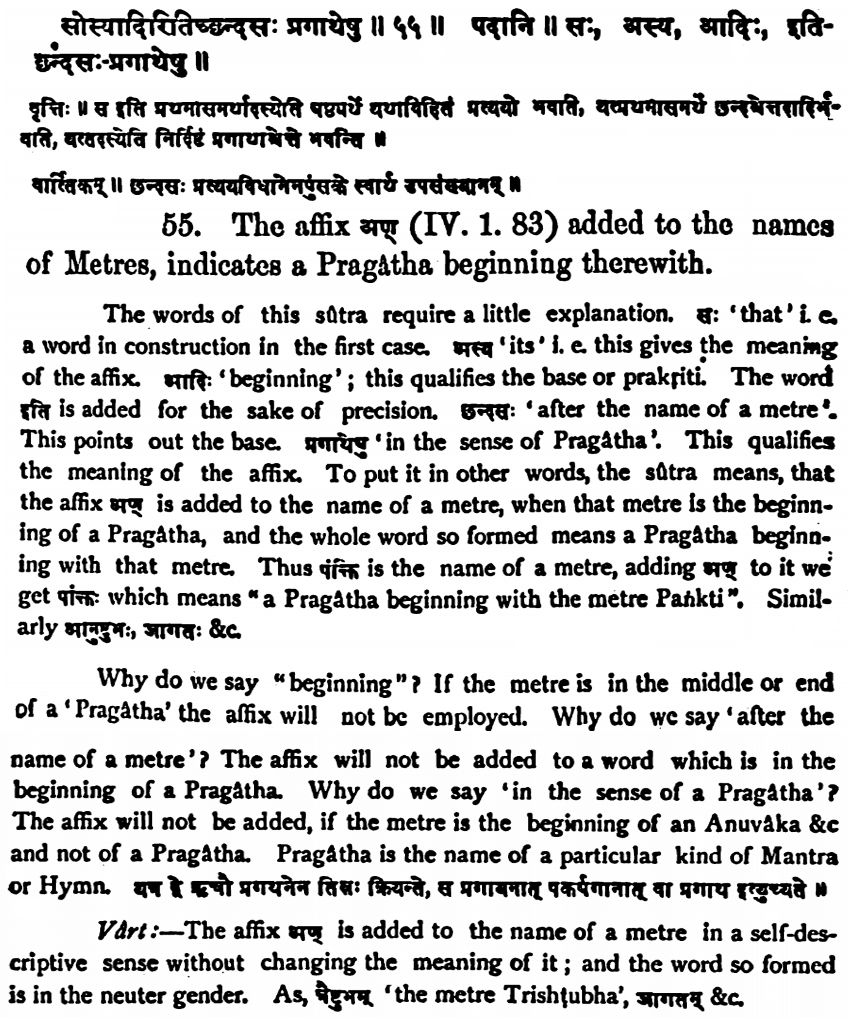 सोस्यादिरितिच्छन्दसः प्रगाथेषु ॥ ५५ ॥ पदानि ॥ सः, अस्य, आदिः, इति-
छंन्दसः-प्रगाथेषु ॥
वृत्तिः ॥ स इति प्रथमासमर्थादस्येति षष्ठ्यर्थे यथाविहितं प्रत्ययो भवति, यत्प्रथमासमर्थं छन्दश्चेत्तदादिर्भ-
वति, यत्तदस्येति निर्दिष्टं प्रगाथाश्चेत्ते भवन्ति ॥
वार्त्तिकम् ॥ छन्दसः प्रत्ययविधानेनपुंसके स्वार्थ उपसंख्यानम् ॥
55. The affix अण् (IV. 1. 83) added to the names
of Metres, indicates a Pragâtha beginning therewith.
The words of this sûtra require a little explanation. सः 'that' i. e.
a word in construction in the first case. अस्य 'its' i. e. this gives the meaning
of the affix. आदिः 'beginning'; this qualifies the base or prakṛiti. The word
इति is added for the sake of precision. छन्दसः 'after the name of a metre'.
This points out the base. प्रगाथेषु 'in the sense of Pragâtha'. This qualifies
the meaning of the affix. To put it in other words, the sûtra means, that
the affix अण् is added to the name of a metre, when that metre is the beginn-
ing of a Pragâtha, and the whole word so formed means a Pragâtha beginn-
ing with that metre. Thus पंक्ति is the name of a metre, adding अण् to it we
get पांक्तः which means "a Pragâtha beginning with the metre Paṅkti". Simil-
arly आनुष्टुभः, जागतः &c.
Why do we say "beginning"? If the metre is in the middle or end
of a 'Pragâtha' the affix will not be employed. Why do we say 'after the
name of a metre'? The affix will not be added to a word which is in the
beginning of a Pragâtha. Why do we say 'in the sense of a Pragâtha'?
The affix will not be added, if the metre is the beginning of an Anuvâka &c
and not of a Pragâtha. Pragâtha is the name of a particular kind of Mantra
or Hymn. यत्र द्वे ऋचौ प्रगथनेन तिस्रः क्रियन्ते, स प्रगाथनात् प्रकर्षगानात् वा प्रगाथ इत्युच्यते ॥
Vârt:—The affix अण् is added to the name of a metre in a self-des-
criptive sense without changing the meaning of it; and the word so formed
is in the neuter gender. As, त्रैष्टुभम् 'the metre Trishṭubha', जागतम् &c.